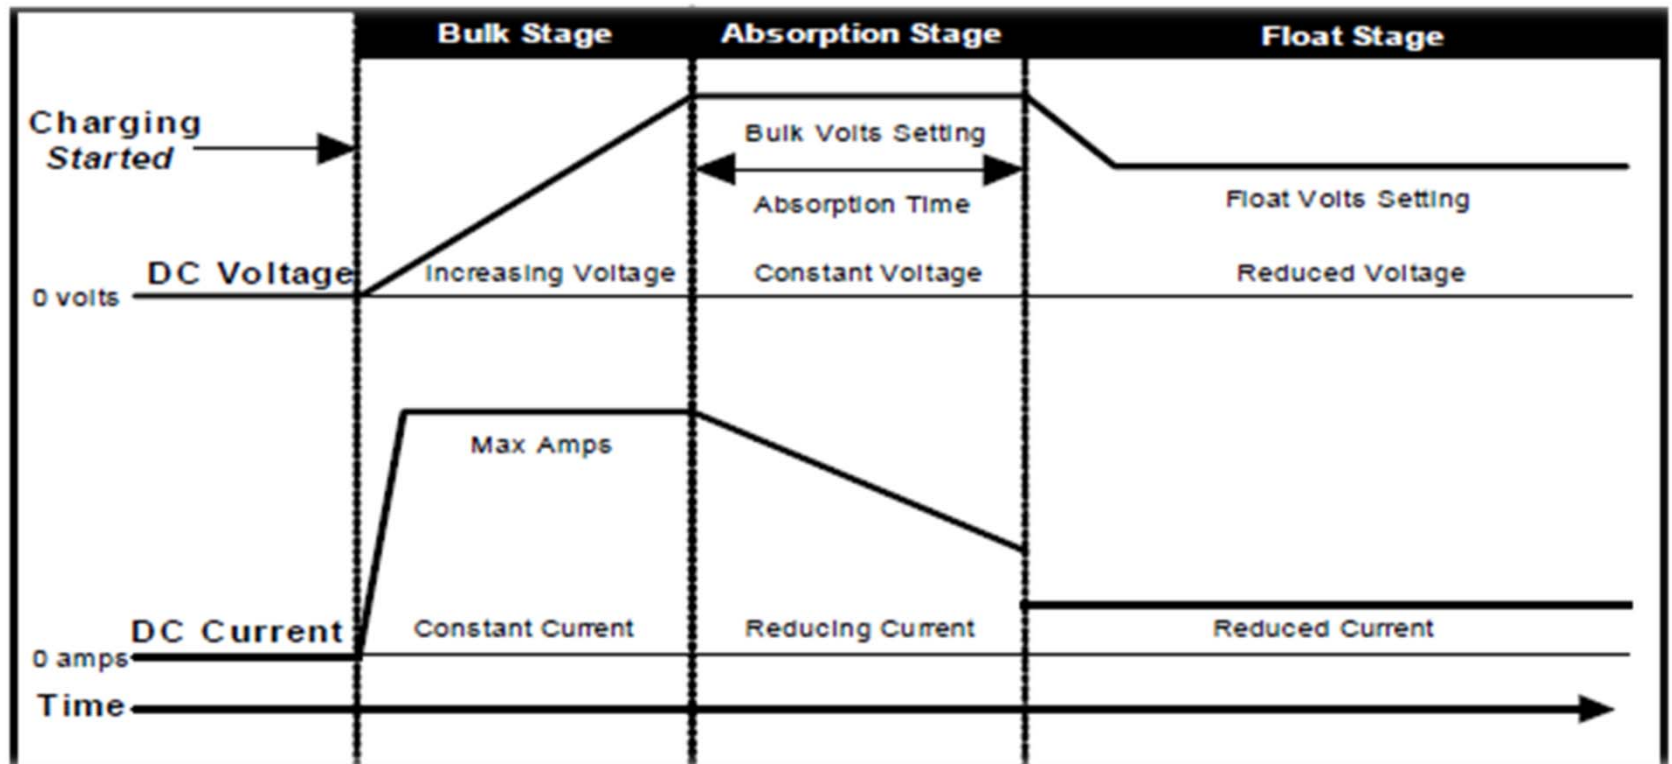 Bulk Stage
Absorption Stage
Float Stage
Charging
Started
Bulk Volts Setting
Absorption Time
Float Volts Setting
DC Voltage
Increasing Voltage
Constant Voltage
Reduced Voltage
0 volts
Max Amps
DC Current
Constant Current
Reducing Current
Reduced Current
0 amps
Time